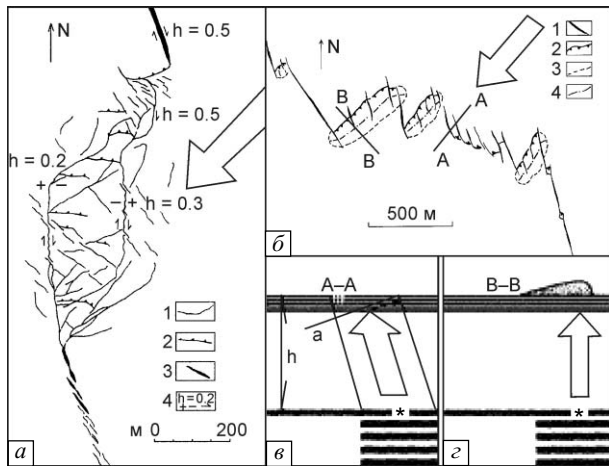 N
h = 0.5
h = 0.5
h = 0.2
+ −
− +
h = 0.3
1
2
3
4 h = 0.2
+ − −
м 0 200
а
N
1
2
3
4
B
B
A
A
500 м
б
A–A
h
a
*
в
B–B
*
г